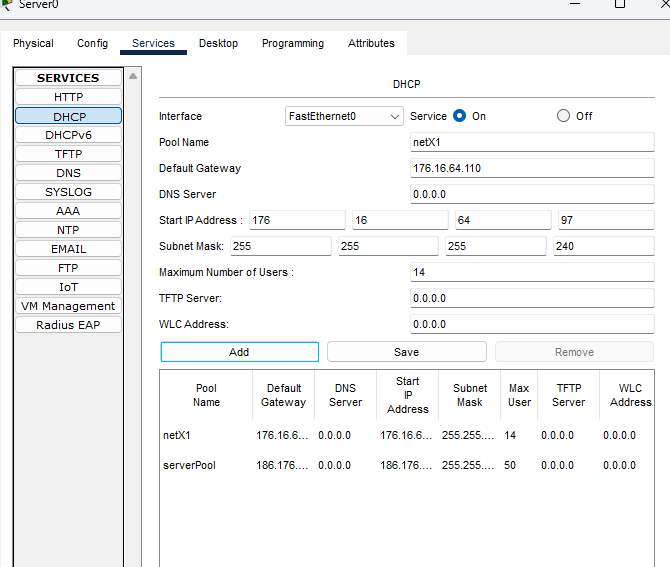 Server0
Physical Config Services Desktop Programming Attributes
SERVICES
HTTP
DHCP
DHCPv6
TFTP
DNS
SYSLOG
AAA
NTP
EMAIL
FTP
IoT
VM Management
Radius EAP
DHCP
Interface FastEthernet0 Service On Off
Pool Name netX1
Default Gateway 176.16.64.110
DNS Server 0.0.0.0
Start IP Address : 176 16 64 97
Subnet Mask: 255 255 255 240
Maximum Number of Users : 14
TFTP Server: 0.0.0.0
WLC Address: 0.0.0.0
Add Save Remove
Pool Name Default Gateway DNS Server Start IP Address Subnet Mask Max User TFTP Server WLC Address
netX1 176.16.6... 0.0.0.0 176.16.6... 255.255.... 14 0.0.0.0 0.0.0.0
serverPool 186.176.... 0.0.0.0 186.176.... 255.255.... 50 0.0.0.0 0.0.0.0